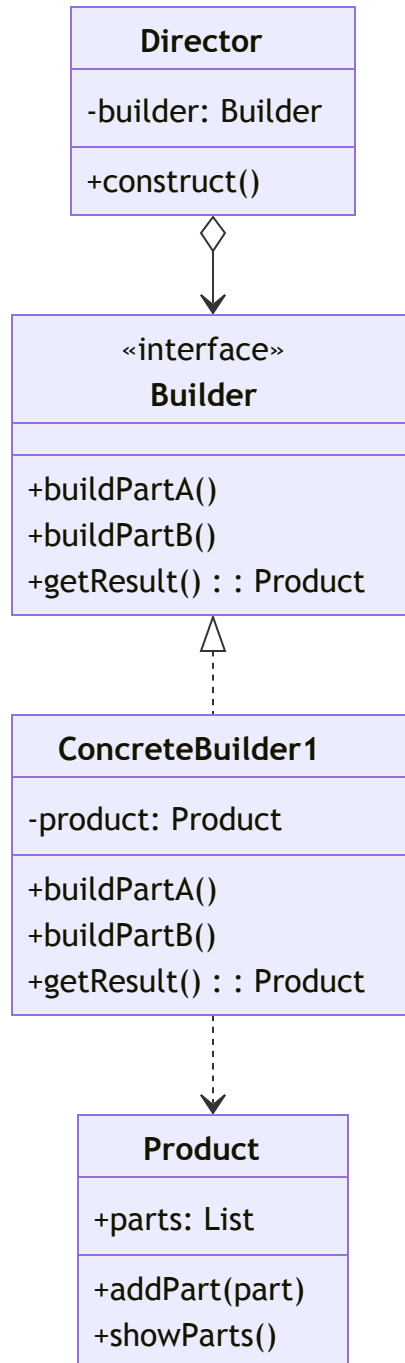 Director
-builder: Builder
+construct()
«interface»
Builder
+buildPartA()
+buildPartB()
+getResult() : : Product
ConcreteBuilder1
-product: Product
+buildPartA()
+buildPartB()
+getResult() : : Product
Product
+parts: List
+addPart(part)
+showParts()